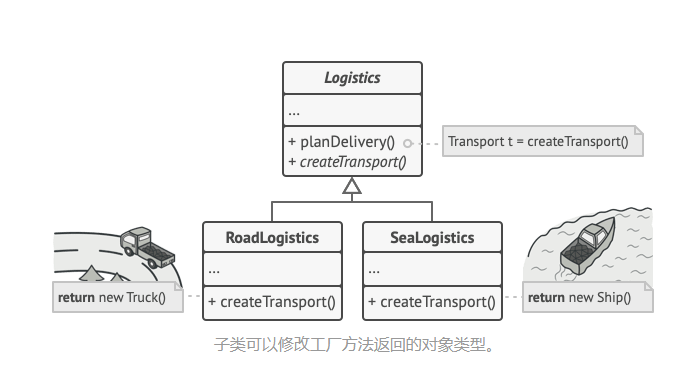 Logistics
...
+ planDelivery()
+ createTransport()
Transport t = createTransport()
RoadLogistics
...
+ createTransport()
SeaLogistics
...
+ createTransport()
return new Truck()
return new Ship()
子类可以修改工厂方法返回的对象类型。